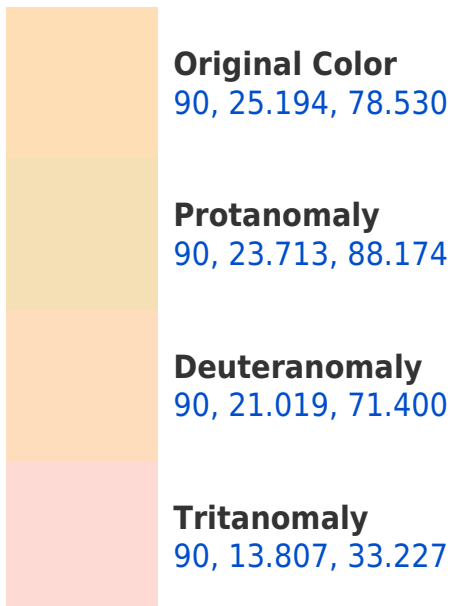 Original Color
90, 25.194, 78.530
Protanomaly
90, 23.713, 88.174
Deuteranomaly
90, 21.019, 71.400
Tritanomaly
90, 13.807, 33.227